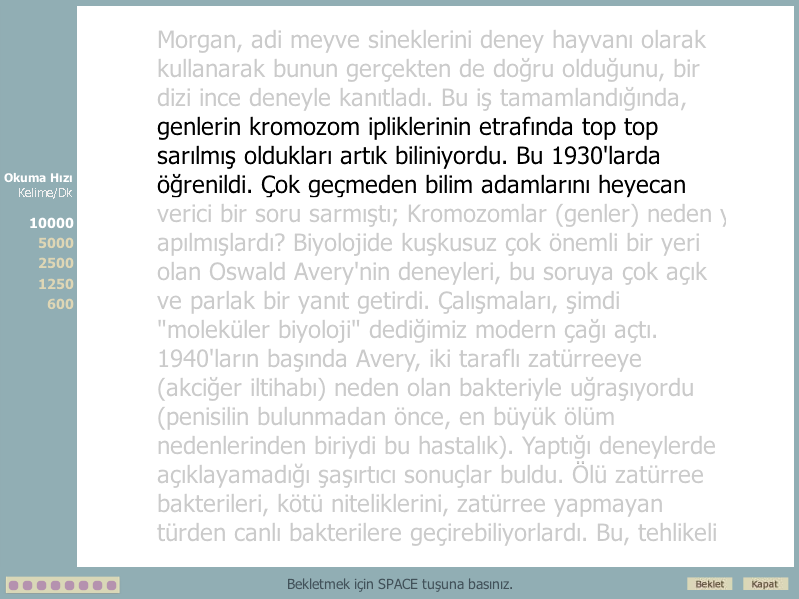 Morgan, adi meyve sineklerini deney hayvanı olarak
kullanarak bunun gerçekten de doğru olduğunu, bir
dizi ince deneyle kanıtladı. Bu iş tamamlandığında,
genlerin kromozom ipliklerinin etrafında top top
sarılmış oldukları artık biliniyordu. Bu 1930'larda
öğrenildi. Çok geçmeden bilim adamlarını heyecan
verici bir soru sarmıştı; Kromozomlar (genler) neden y
apılmışlardı? Biyolojide kuşkusuz çok önemli bir yeri
olan Oswald Avery'nin deneyleri, bu soruya çok açık
ve parlak bir yanıt getirdi. Çalışmaları, şimdi
"moleküler biyoloji" dediğimiz modern çağı açtı.
1940'ların başında Avery, iki taraflı zatürreeye
(akciğer iltihabı) neden olan bakteriyle uğraşıyordu
(penisilin bulunmadan önce, en büyük ölüm
nedenlerinden biriydi bu hastalık). Yaptığı deneylerde
açıklayamadığı şaşırtıcı sonuçlar buldu. Ölü zatürree
bakterileri, kötü niteliklerini, zatürree yapmayan
türden canlı bakterilere geçirebiliyorlardı. Bu, tehlikeli
Okuma Hızı
Kelime/Dk
10000
5000
2500
1250
600
Bekletmek için SPACE tuşuna basınız.
Beklet
Kapat